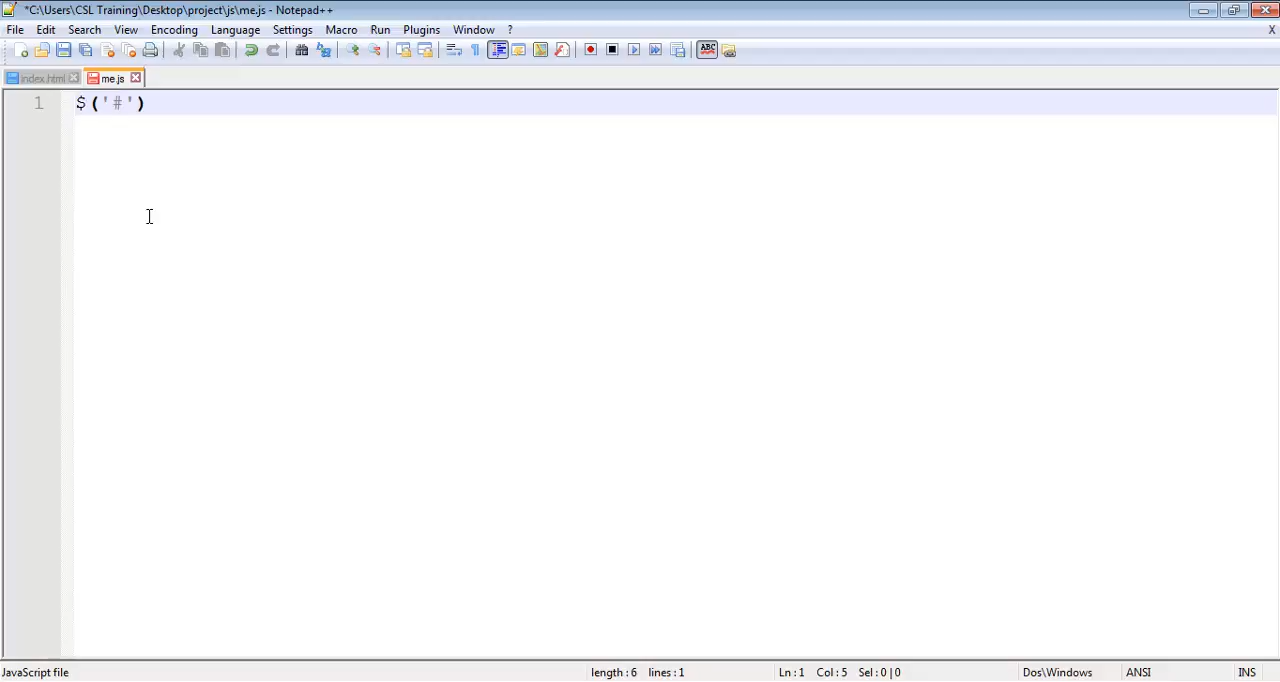 *C:\Users\CSL Training\Desktop\project\js\me.js - Notepad++
File Edit Search View Encoding Language Settings Macro Run Plugins Window ? X
index.html me.js
1 $('#')
JavaScript file length : 6 lines : 1 Ln : 1 Col : 5 Sel : 0 | 0 Dos\Windows ANSI INS